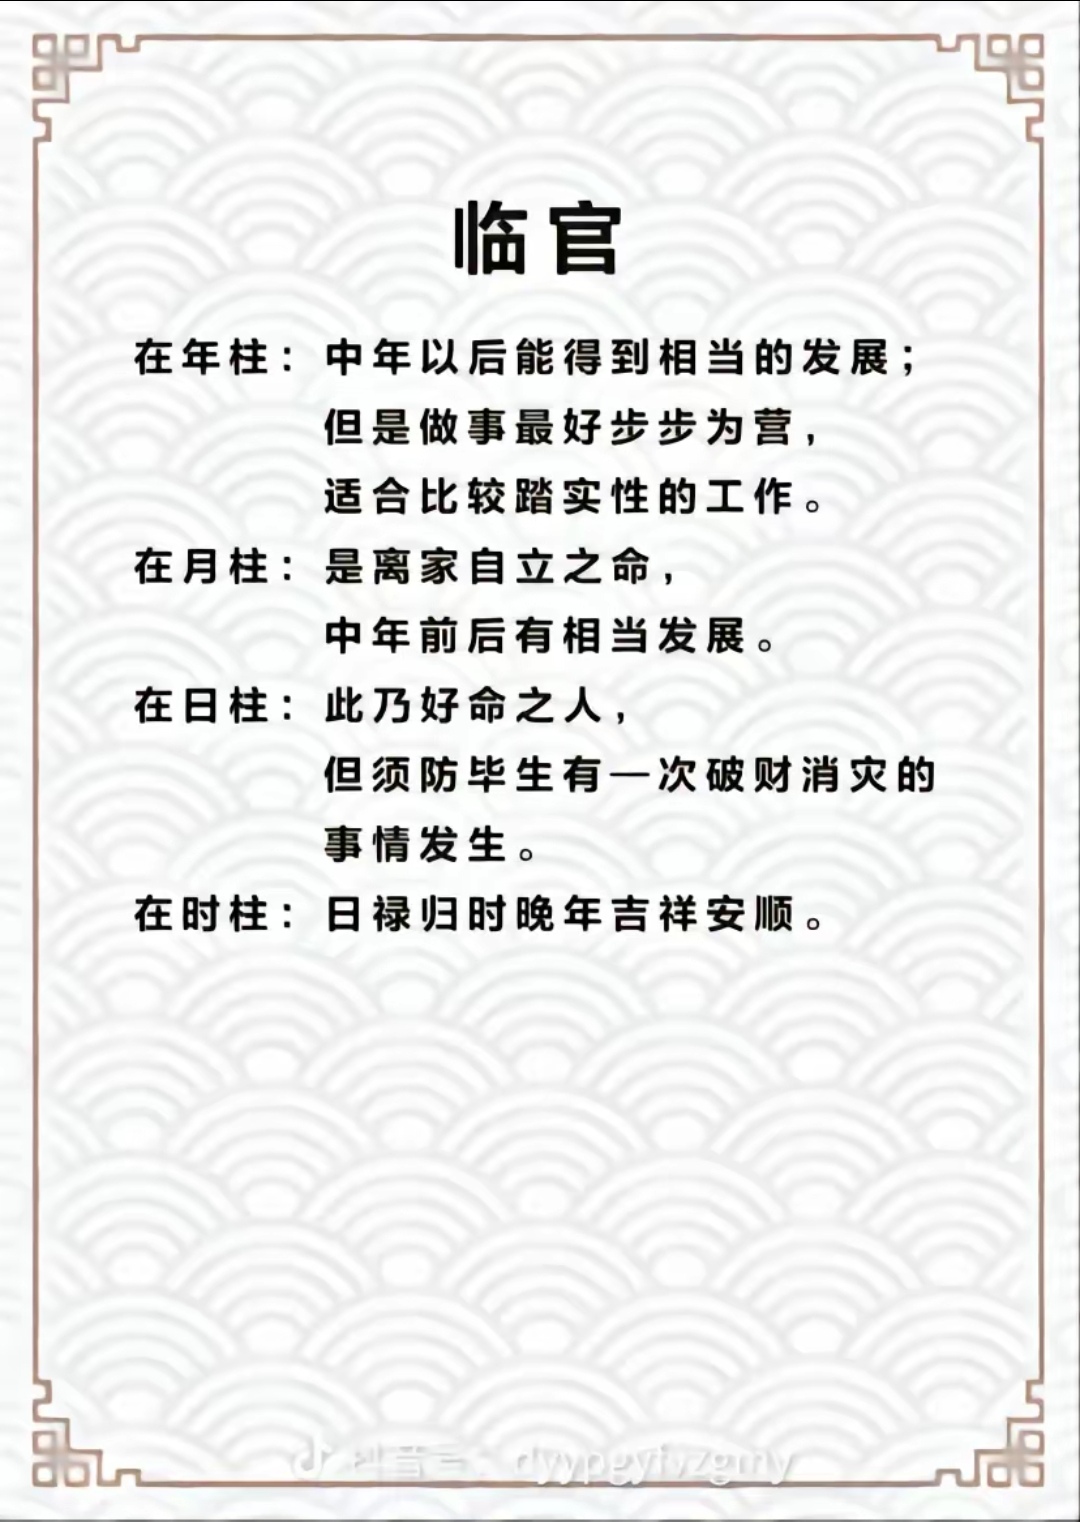 临官
在年柱：中年以后能得到相当的发展；
但是做事最好步步为营，
适合比较踏实性的工作。
在月柱：是离家自立之命，
中年前后有相当发展。
在日柱：此乃好命之人，
但须防毕生有一次破财消灾的
事情发生。
在时柱：日禄归时晚年吉祥安顺。
抖音号：dyypgyfvzgmy